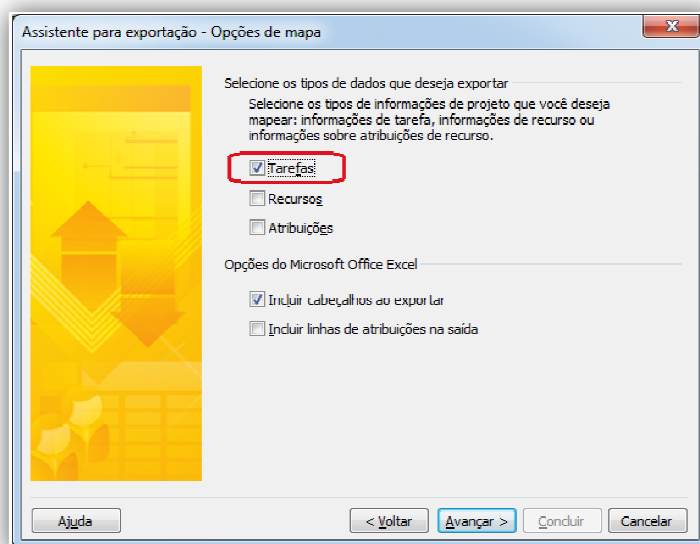 Assistente para exportação - Opções de mapa
Selecione os tipos de dados que deseja exportar
Selecione os tipos de informações de projeto que você deseja
mapear: informações de tarefa, informações de recurso ou
informações sobre atribuições de recurso.
Tarefas
Recursos
Atribuições
Opções do Microsoft Office Excel
Incluir cabeçalhos ao exportar
Incluir linhas de atribuições na saída
Ajuda
< Voltar
Avançar >
Concluir
Cancelar